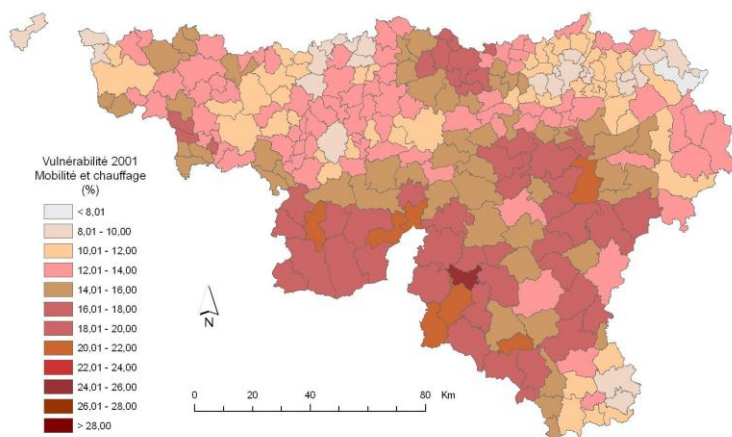 Vulnérabilité 2001
Mobilité et chauffage
(%)
< 8,01
8,01 - 10,00
10,01 - 12,00
12,01 - 14,00
14,01 - 16,00
16,01 - 18,00
18,01 - 20,00
20,01 - 22,00
22,01 - 24,00
24,01 - 26,00
26,01 - 28,00
> 28,00
N
0 20 40 80 Km